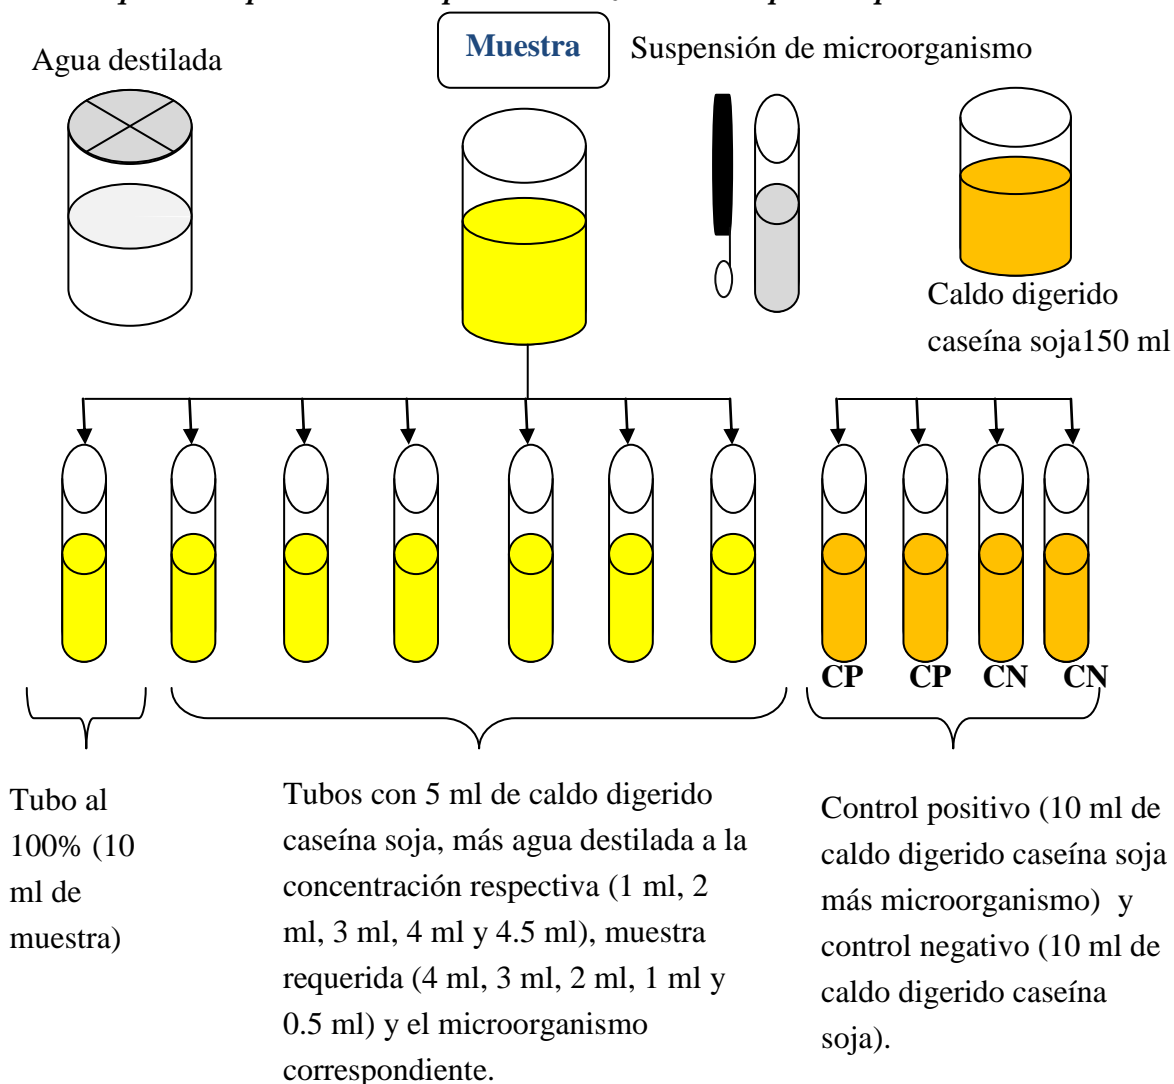 Agua destilada
Muestra
Suspensión de microorganismo
Caldo digerido
caseína soja150 ml
CP CP CN CN
Tubo al
100% (10
ml de
muestra)
Tubos con 5 ml de caldo digerido
caseína soja, más agua destilada a la
concentración respectiva (1 ml, 2
ml, 3 ml, 4 ml y 4.5 ml), muestra
requerida (4 ml, 3 ml, 2 ml, 1 ml y
0.5 ml) y el microorganismo
correspondiente.
Control positivo (10 ml de
caldo digerido caseína soja
más microorganismo) y
control negativo (10 ml de
caldo digerido caseína
soja).